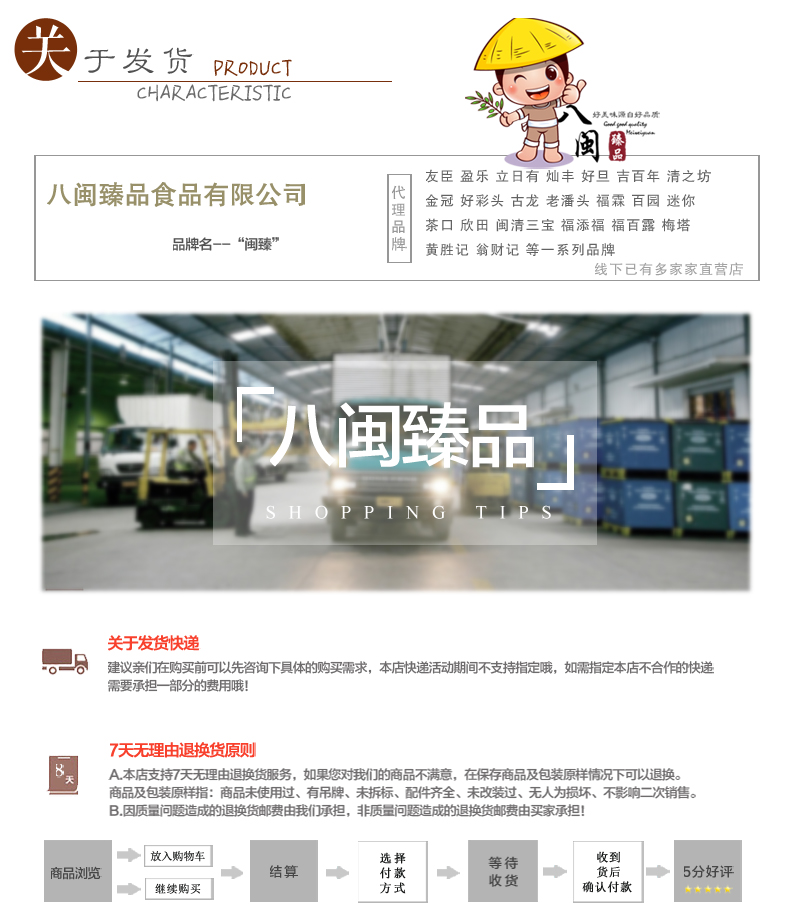 关于发货 PRODUCT
CHARACTERISTIC
好美味源自好品质
Good good quality
Meiweiyuan
八闽
臻品
八闽臻品食品有限公司
品牌名--“闽臻”
代理品牌
友臣 盈乐 立日有 灿丰 好旦 吉百年 清之坊
金冠 好彩头 古龙 老潘头 福霖 百园 迷你
茶口 欣田 闽清三宝 福添福 福百露 梅塔
黄胜记 翁财记 等一系列品牌
线下已有多家家直营店
八闽臻品
SHOPPING TIPS
关于发货快递
建议亲们在购买前可以先咨询下具体的购买需求，本店快递活动期间不支持指定哦，如需指定本店不合作的快递
需要承担一部分的费用哦！
8天
7天无理由退换货原则
A.本店支持7天无理由退换货服务，如果您对我们的商品不满意，在保存商品及包装原样情况下可以退换。
商品及包装原样指：商品未使用过、有吊牌、未拆标、配件齐全、未改装过、无人为损坏、不影响二次销售。
B.因质量问题造成的退换货邮费由我们承担，非质量问题造成的退换货邮费由买家承担！
商品浏览
放入购物车
继续购买
结算
选择
付款
方式
等待
收货
收到
货后
确认付款
5分好评